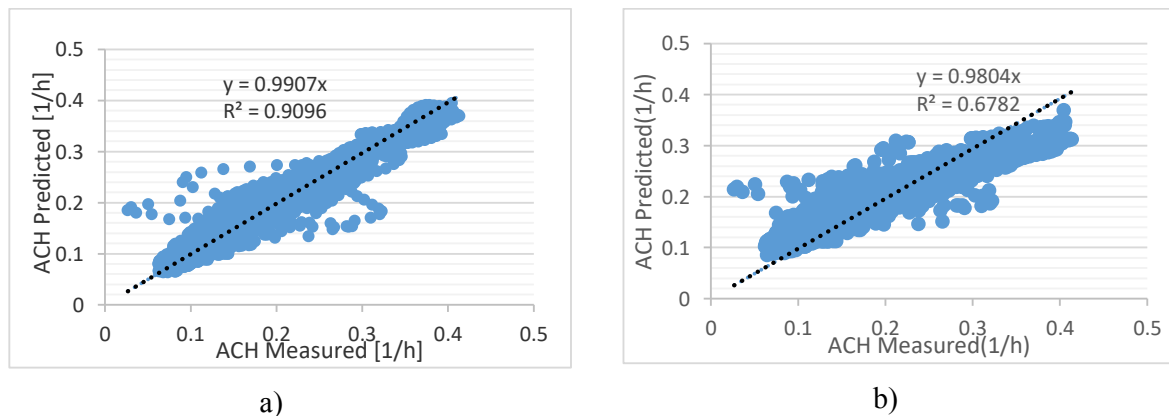 0.5
0.4
0.3
0.2
0.1
0
ACH Predicted [1/h]
y = 0.9907x
R² = 0.9096
0 0.1 0.2 0.3 0.4 0.5
ACH Measured [1/h]
a)
0.5
0.4
0.3
0.2
0.1
0
ACH Predicted(1/h)
y = 0.9804x
R² = 0.6782
0 0.1 0.2 0.3 0.4 0.5
ACH Measured(1/h)
b)